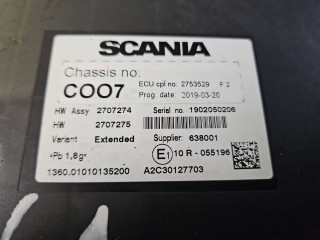 SCANIA
Chassis no:
COO7
ECU cpl no: 2753529 F 2
Prog. date 2019-03-20
HW Assy 2707274 Serial no: 1902050206
HW 2707275 Supplier: 638001
Variant Extended
Pb 1,8gr E1 10 R - 055196
1360.01010135200 A2C30127703